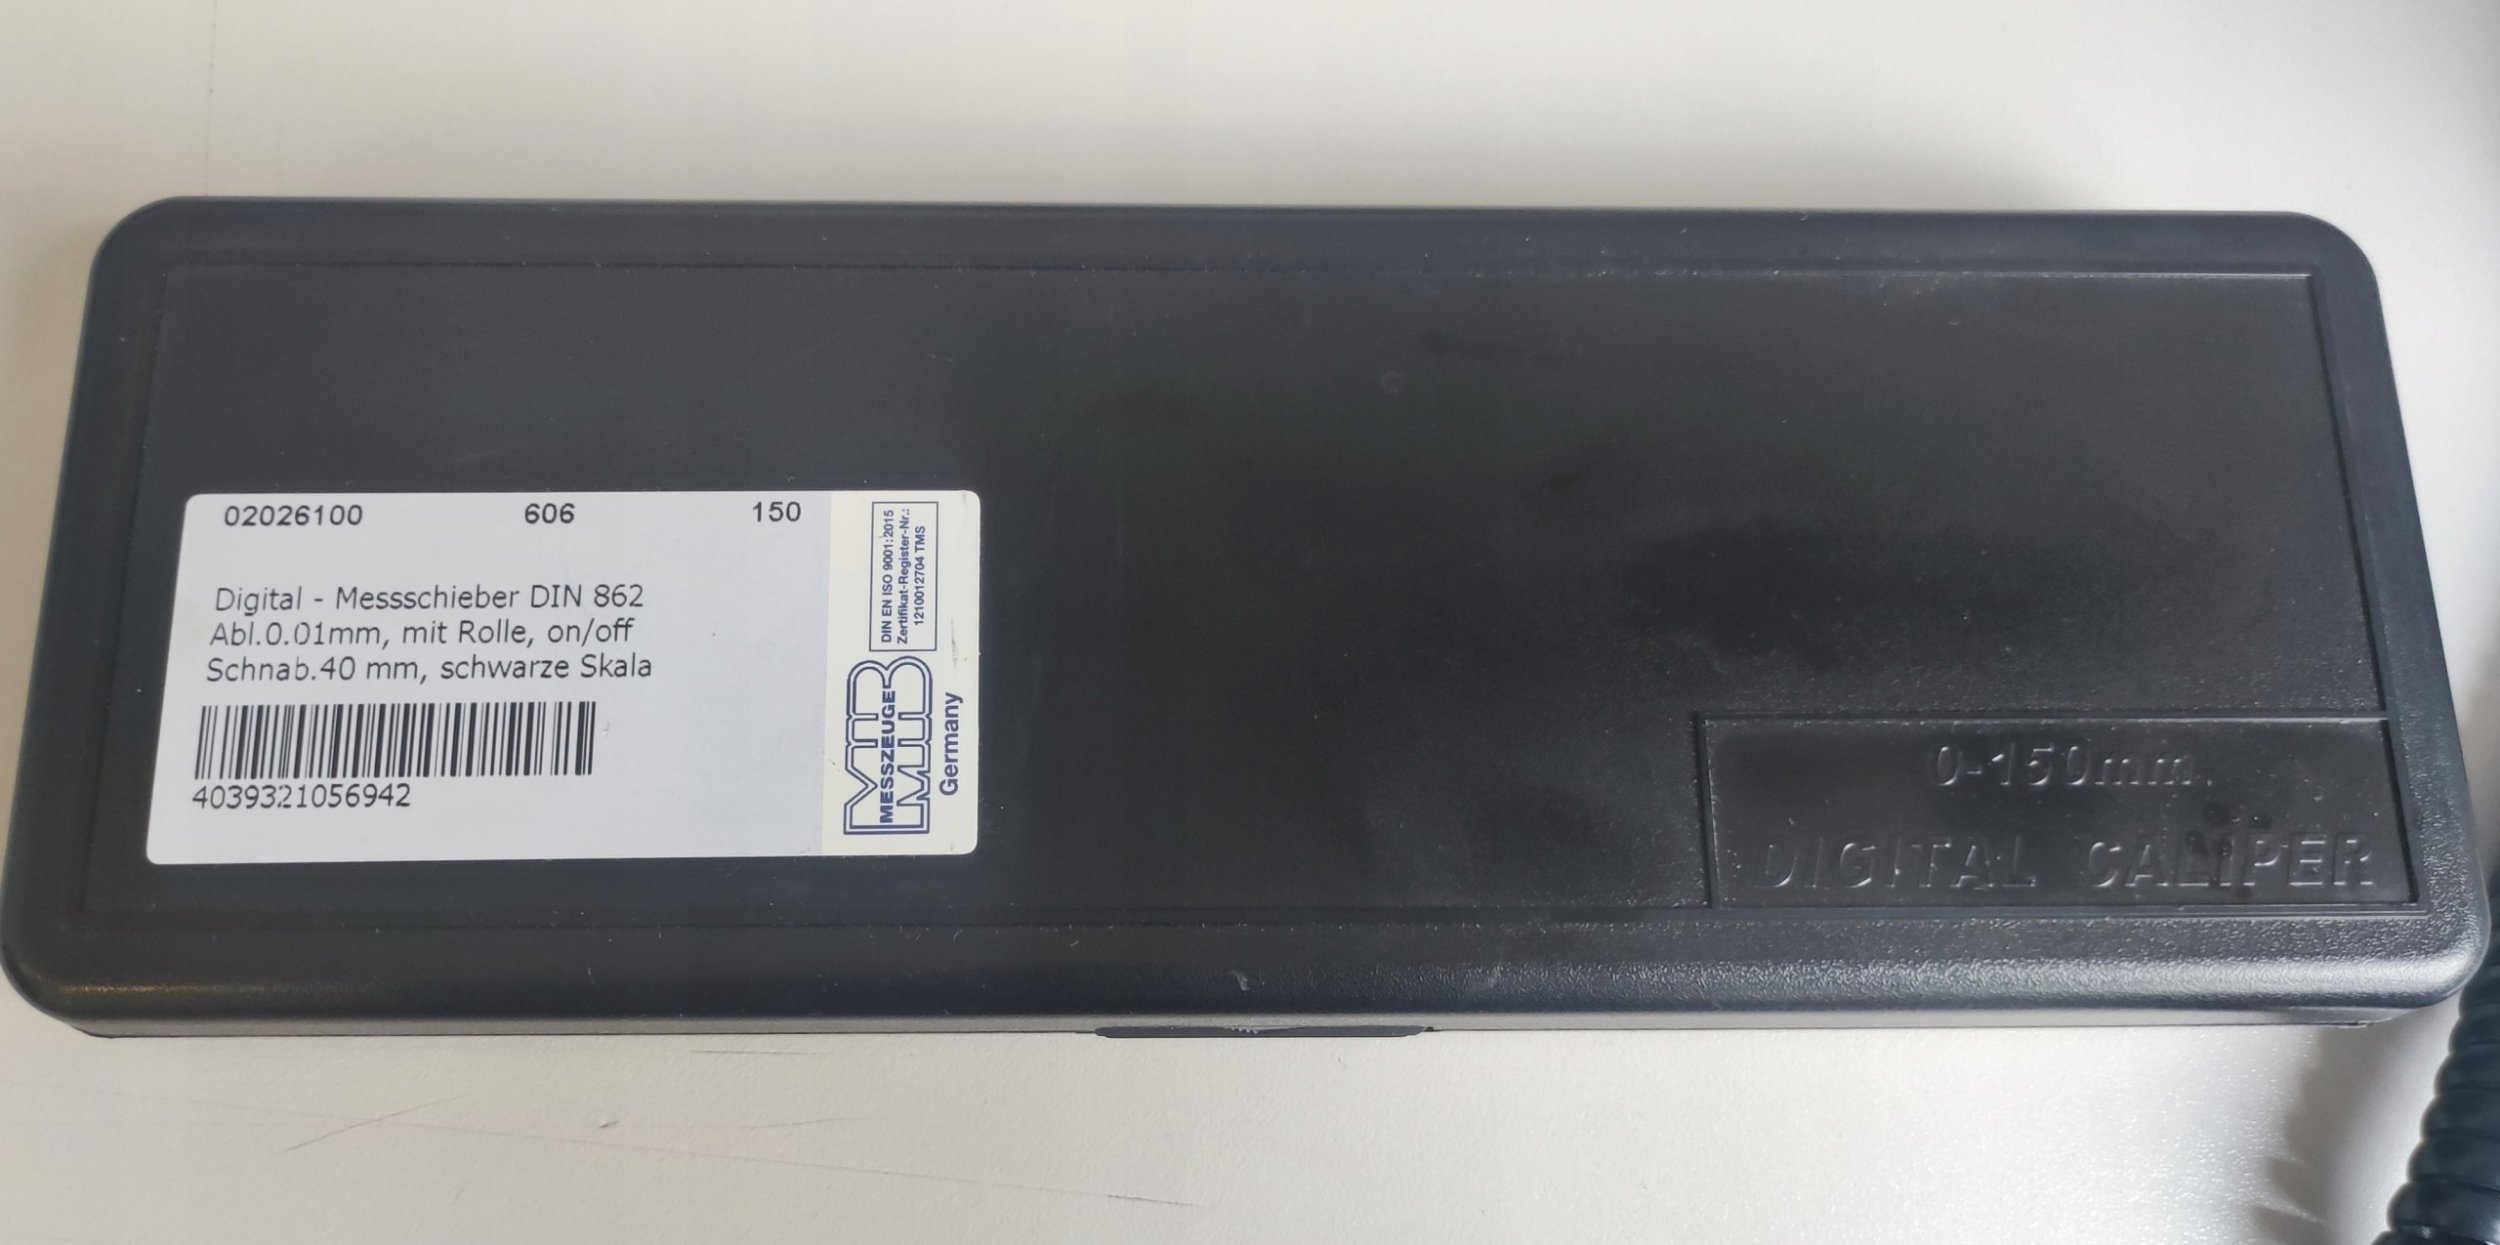 02026100 606 150
Digital - Messschieber DIN 862
Abl.0.01mm, mit Rolle, on/off
Schnab.40 mm, schwarze Skala
4039321056942
DIN EN ISO 9001:2015
Zertifikat-Register-Nr.:
1210012704 TMS
MIB
MESSZEUGE
Germany
0-150mm
DIGITAL CALIPER